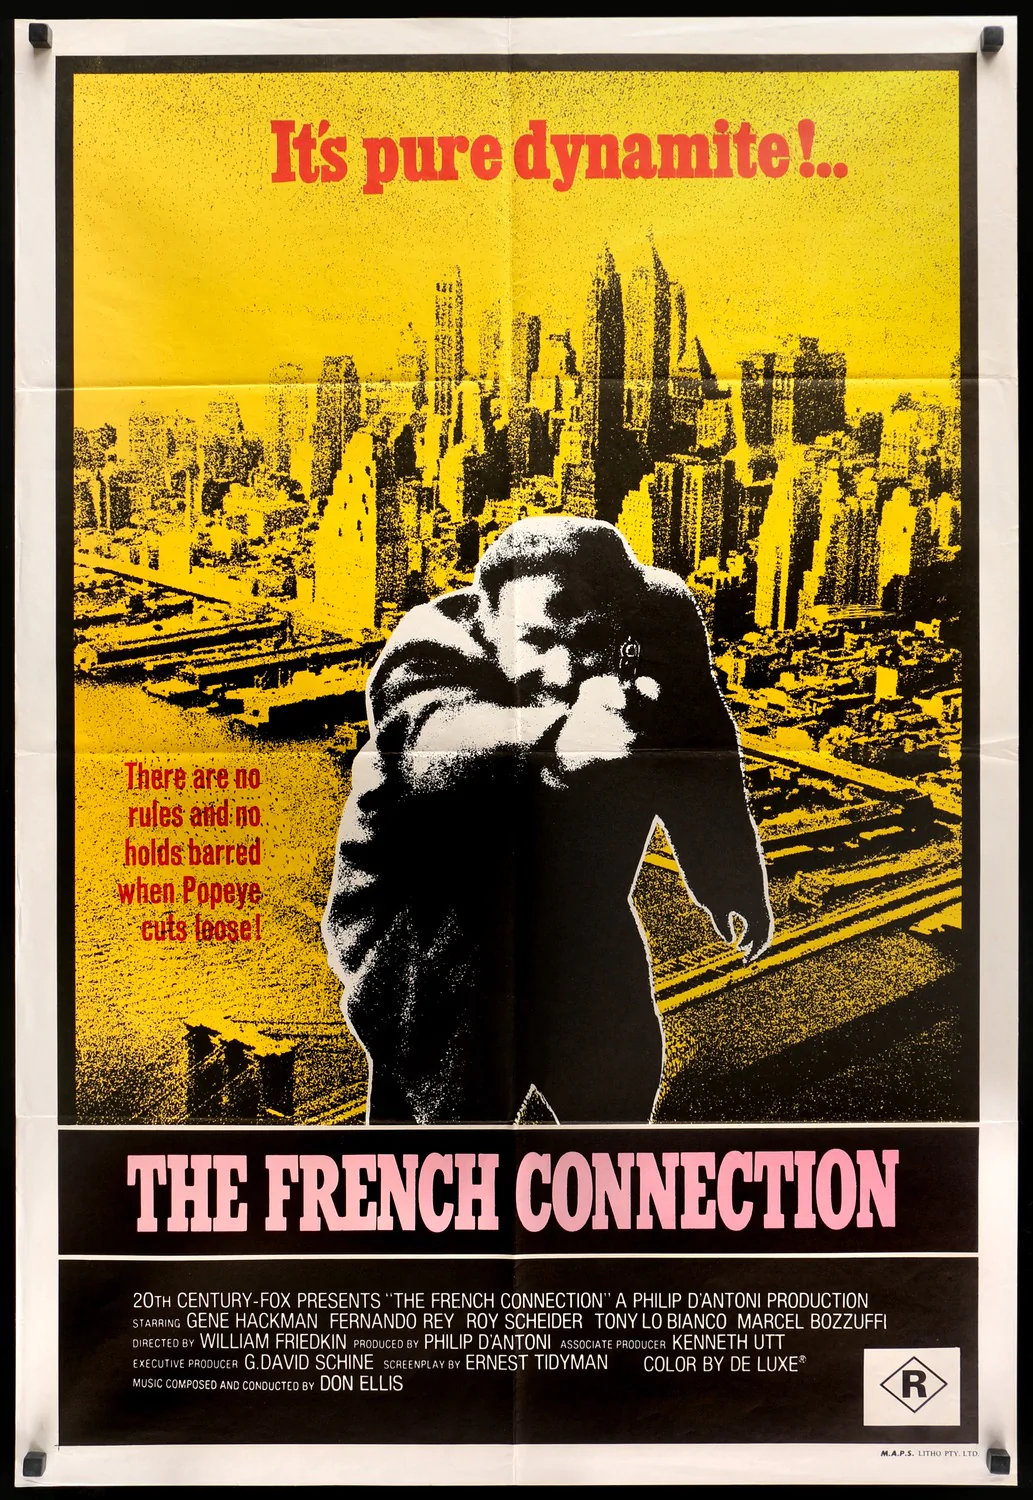 It's pure dynamite!...
There are no
rules and no
holds barred
when Popeye
cuts loose!
THE FRENCH CONNECTION
20TH CENTURY-FOX PRESENTS "THE FRENCH CONNECTION" A PHILIP D'ANTONI PRODUCTION
STARRING GENE HACKMAN FERNANDO REY ROY SCHEIDER TONY LO BIANCO MARCEL BOZZUFFI
DIRECTED BY WILLIAM FRIEDKIN PRODUCED BY PHILIP D'ANTONI ASSOCIATE PRODUCER KENNETH UTT
EXECUTIVE PRODUCER G.DAVID SCHINE SCREENPLAY BY ERNEST TIDYMAN COLOR BY DE LUXE®
MUSIC COMPOSED AND CONDUCTED BY DON ELLIS
R
M.A.P.S. LITHO PTY. LTD.